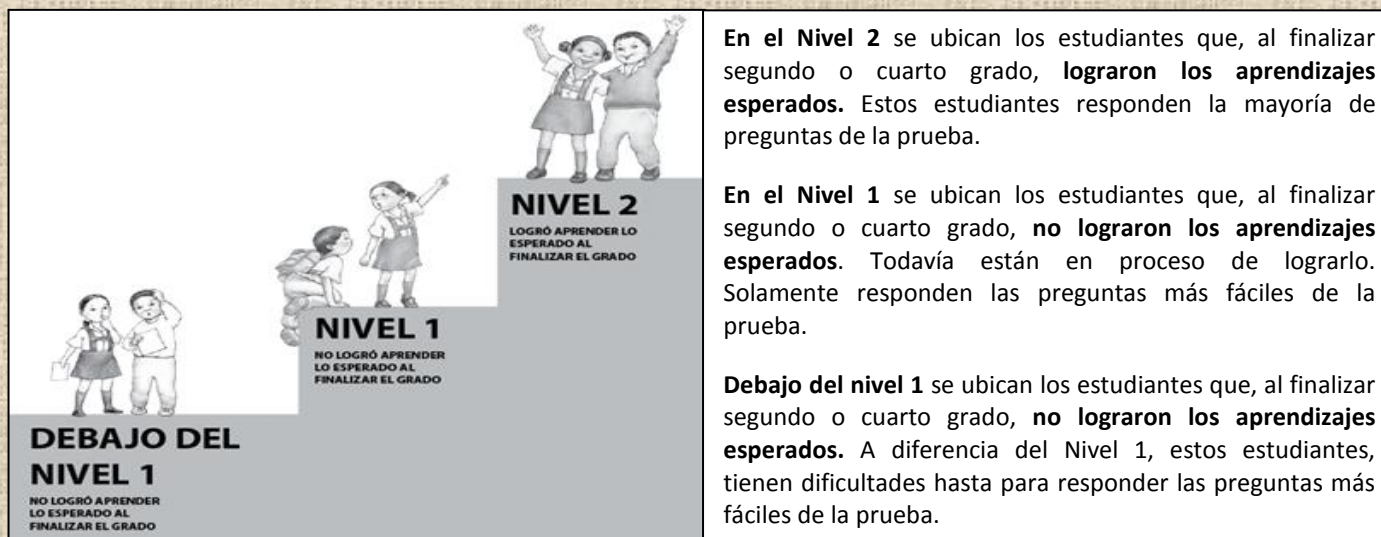 NIVEL 2
LOGRÓ APRENDER LO
ESPERADO AL
FINALIZAR EL GRADO
NIVEL 1
NO LOGRÓ APRENDER
LO ESPERADO AL
FINALIZAR EL GRADO
DEBAJO DEL
NIVEL 1
NO LOGRÓ APRENDER
LO ESPERADO AL
FINALIZAR EL GRADO
En el Nivel 2 se ubican los estudiantes que, al finalizar
segundo o cuarto grado, lograron los aprendizajes
esperados. Estos estudiantes responden la mayoría de
preguntas de la prueba.
En el Nivel 1 se ubican los estudiantes que, al finalizar
segundo o cuarto grado, no lograron los aprendizajes
esperados. Todavía están en proceso de lograrlo.
Solamente responden las preguntas más fáciles de la
prueba.
Debajo del nivel 1 se ubican los estudiantes que, al finalizar
segundo o cuarto grado, no lograron los aprendizajes
esperados. A diferencia del Nivel 1, estos estudiantes,
tienen dificultades hasta para responder las preguntas más
fáciles de la prueba.